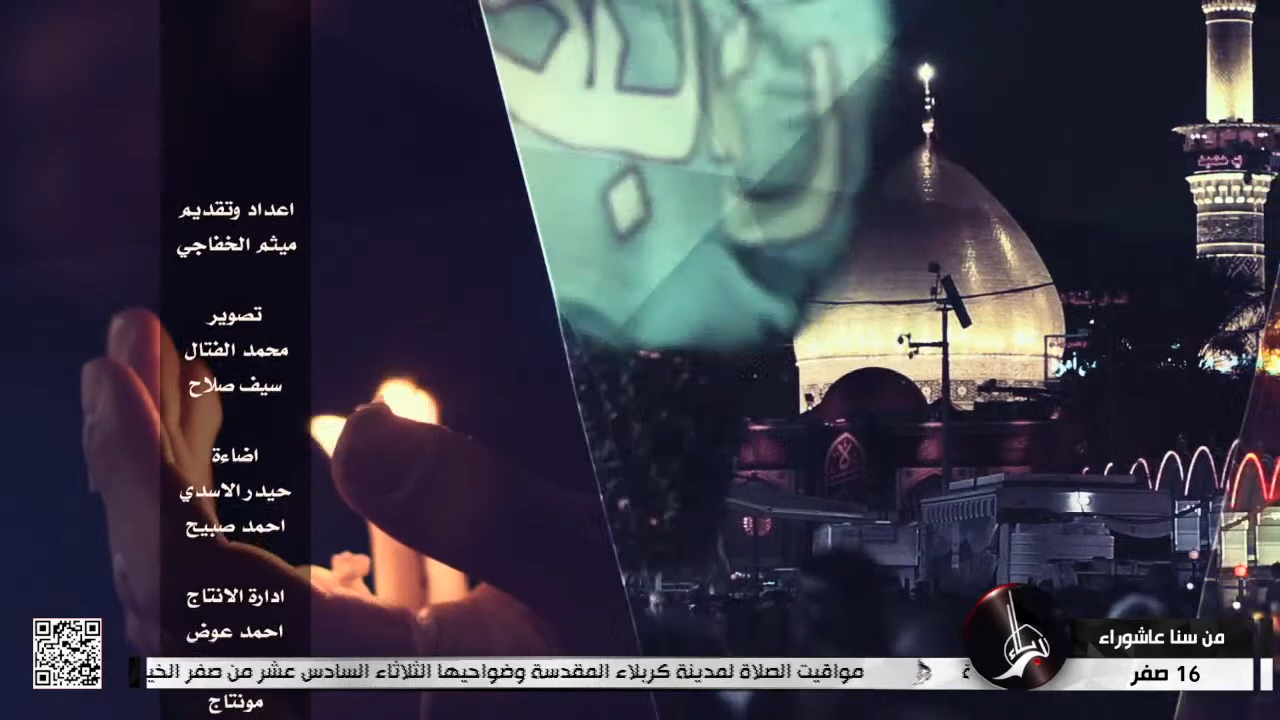 اعداد وتقديم
ميثم الخفاجي
تصوير
محمد الفتال
سيف صلاح
اضاءة
حيدر الاسدي
احمد صبيح
ادارة الانتاج
احمد عوض
مونتاج
من سنا عاشوراء
16 صفر
مواقيت الصلاة لمدينة كربلاء المقدسة وضواحيها الثلاثاء السادس عشر من صفر